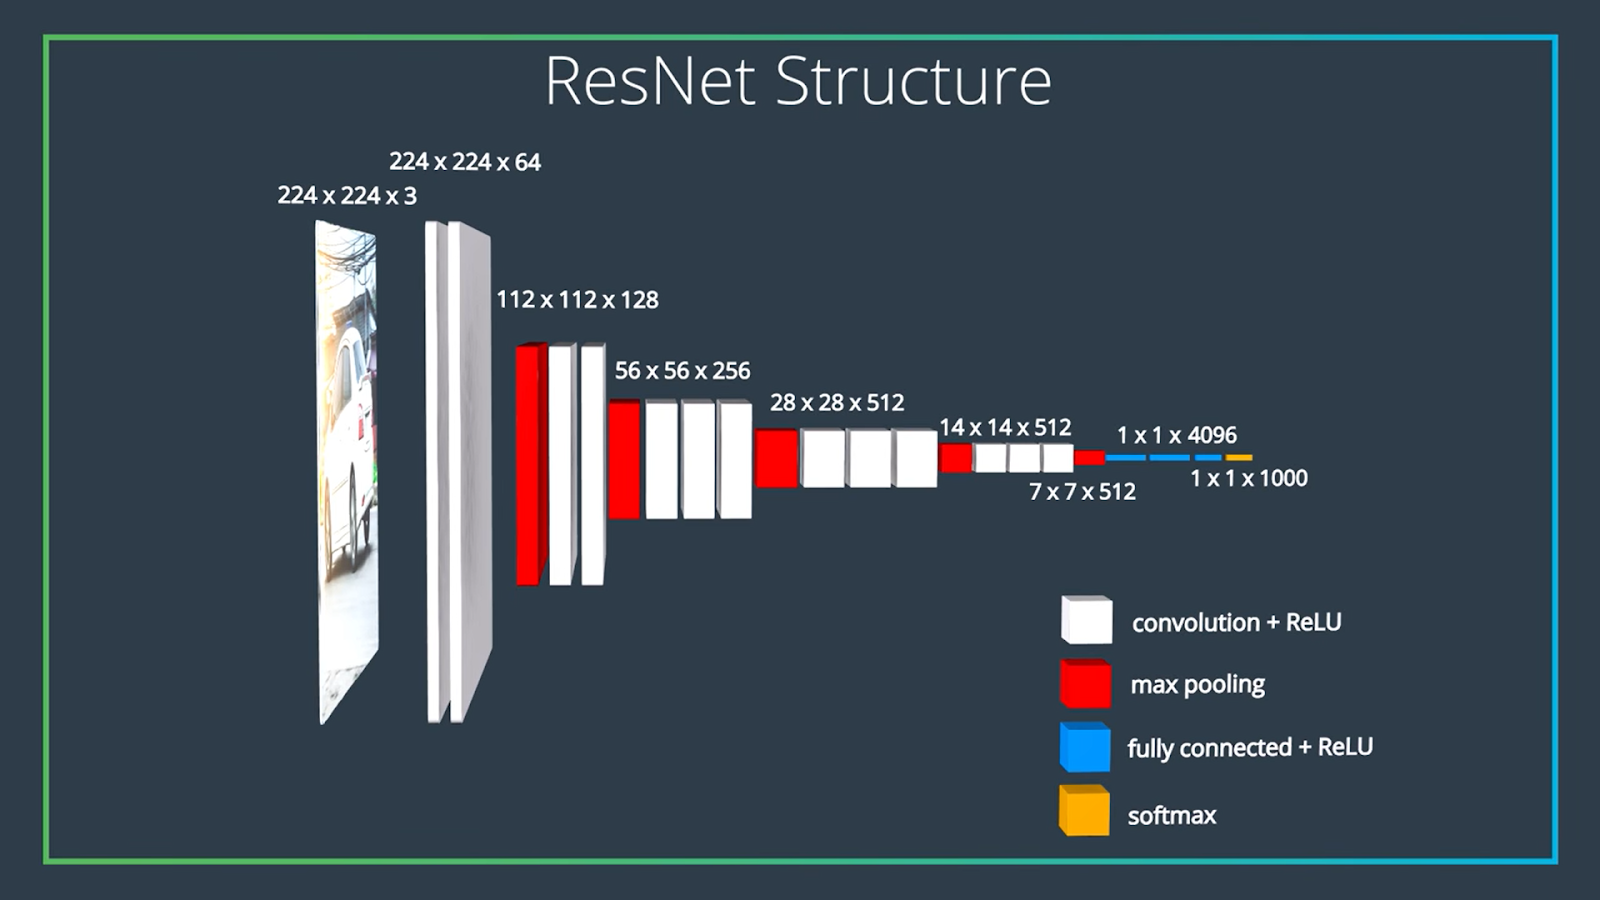 ResNet Structure
224 x 224 x 64
224 x 224 x 3
112 x 112 x 128
56 x 56 x 256
28 x 28 x 512
14 x 14 x 512
1 x 1 x 4096
1 x 1 x 1000
7 x 7 x 512
convolution + ReLU
max pooling
fully connected + ReLU
softmax